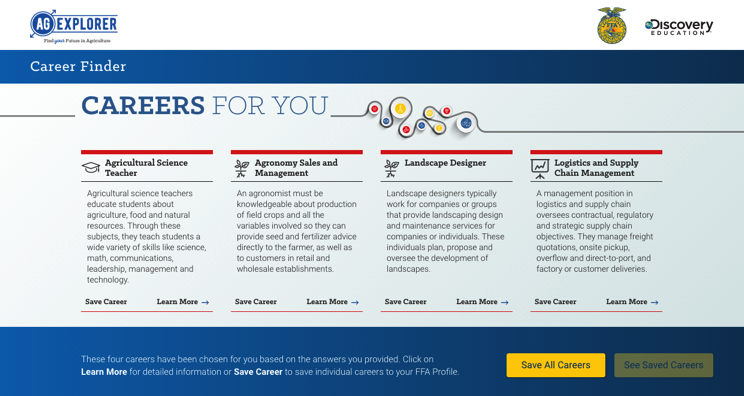 AG EXPLORER
Find your Future in Agriculture
FFA
Discovery
EDUCATION
Career Finder
CAREERS FOR YOU
Agricultural Science
Teacher
Agricultural science teachers
educate students about
agriculture, food and natural
resources. Through these
subjects, they teach students a
wide variety of skills like science,
math, communications,
leadership, management and
technology.
Save Career Learn More →
Agronomy Sales and
Management
An agronomist must be
knowledgeable about production
of field crops and all the
variables involved so they can
provide seed and fertilizer advice
directly to the farmer, as well as
to customers in retail and
wholesale establishments.
Save Career Learn More →
Landscape Designer
Landscape designers typically
work for companies or groups
that provide landscaping design
and maintenance services for
companies or individuals. These
individuals plan, propose and
oversee the development of
landscapes.
Save Career Learn More →
Logistics and Supply
Chain Management
A management position in
logistics and supply chain
oversees contractual, regulatory
and strategic supply chain
objectives. They manage freight
quotations, onsite pickup,
overflow and direct-to-port, and
factory or customer deliveries.
Save Career Learn More →
These four careers have been chosen for you based on the answers you provided. Click on
Learn More for detailed information or Save Career to save individual careers to your FFA Profile.
Save All Careers
See Saved Careers